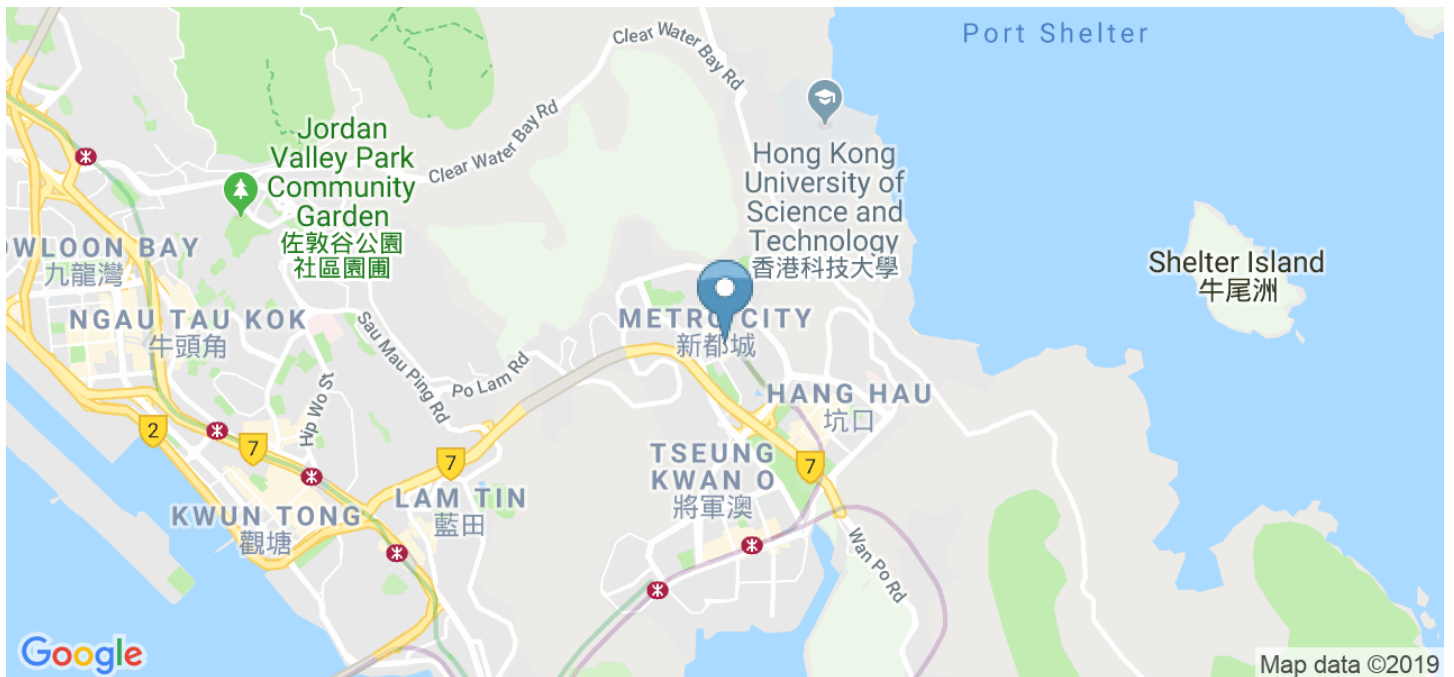 Port Shelter
Clear Water Bay Rd
Clear Water Bay Rd
Jordan
Valley Park
Community
Garden
佐敦谷公園
社區園圃
Hong Kong
University of
Science and
Technology
香港科技大學
OWLOON BAY
九龍灣
Shelter Island
牛尾洲
NGAU TAU KOK
牛頭角
METRO CITY
新都城
Sau Mau Ping Rd
Po Lam Rd
Hip Wo St
HANG HAU
坑口
2
7
7
7
TSEUNG
KWAN O
將軍澳
LAM TIN
藍田
KWUN TONG
觀塘
Wan Po Rd
Google
Map data ©2019